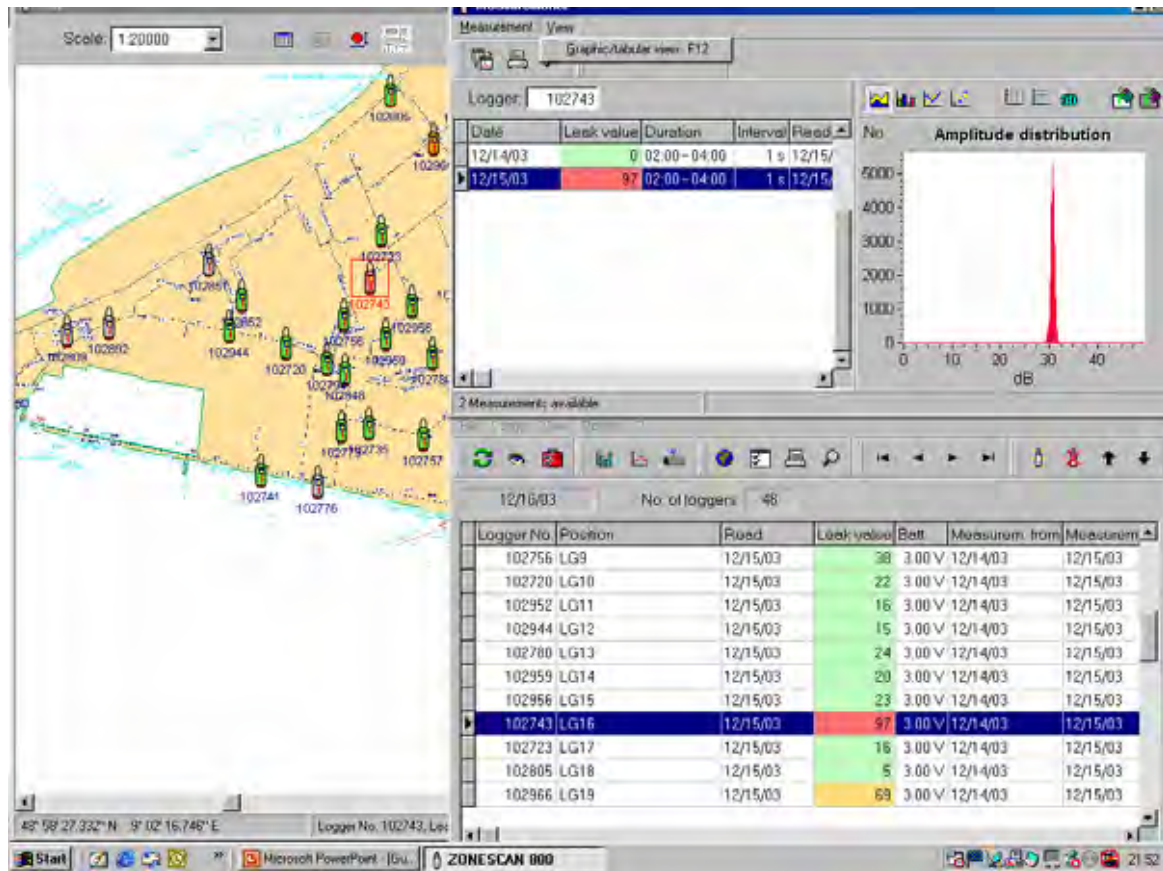 Scale: 1:20000
102806
102723
102743
102857
102892
102944
102720
102756
102956
102959
102848
102735
102757
102741
102776
48° 58' 27.332" N 9° 02' 16.746" E
Logger No. 102743,
Measurement View
Graphic/tabular view F12
Logger: 102743
Date Leak value Duration Interval Read
12/14/03 0 02:00 – 04:00 1 s 12/15/
12/15/03 97 02:00 – 04:00 1 s 12/15/
2 Measurements available
No. Amplitude distribution
5000
4000
3000
2000
1000
0
0 10 20 30 40
dB
12/16/03 No. of loggers 48
Logger No. Position Read Leak value Batt. Measurem. from Measurem
102756 LG9 12/15/03 38 3.00 V 12/14/03 12/15/03
102720 LG10 12/15/03 22 3.00 V 12/14/03 12/15/03
102952 LG11 12/15/03 16 3.00 V 12/14/03 12/15/03
102944 LG12 12/15/03 15 3.00 V 12/14/03 12/15/03
102780 LG13 12/15/03 24 3.00 V 12/14/03 12/15/03
102959 LG14 12/15/03 20 3.00 V 12/14/03 12/15/03
102956 LG15 12/15/03 23 3.00 V 12/14/03 12/15/03
102743 LG16 12/15/03 97 3.00 V 12/14/03 12/15/03
102723 LG17 12/15/03 16 3.00 V 12/14/03 12/15/03
102805 LG18 12/15/03 5 3.00 V 12/14/03 12/15/03
102966 LG19 12/15/03 69 3.00 V 12/14/03 12/15/03
Start
Microsoft PowerPoint - [Gu...
ZONESCAN 800
21:52